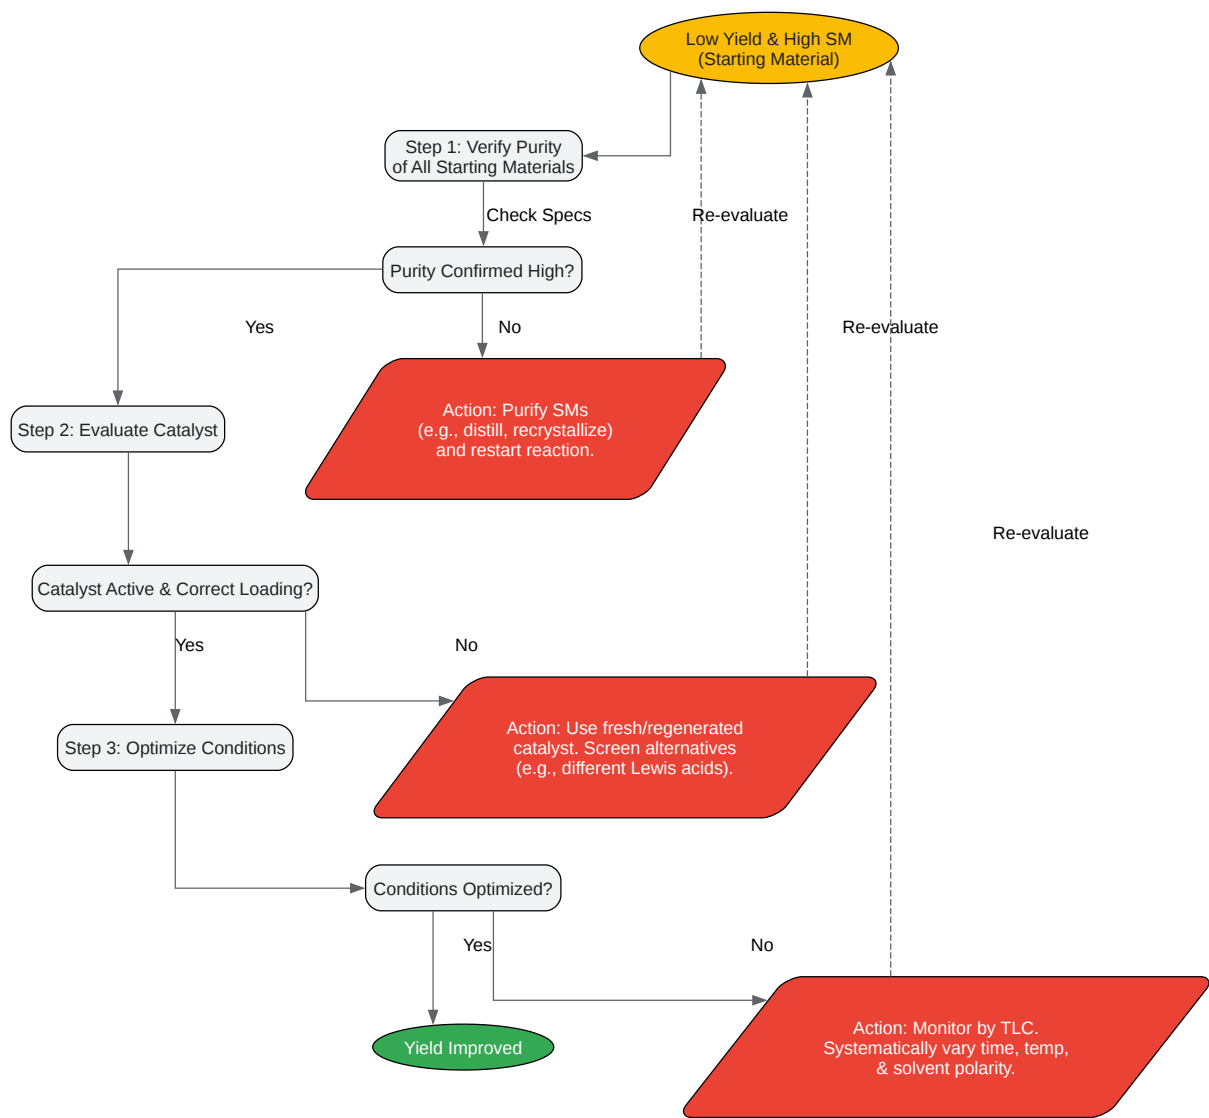 Low Yield & High SM
(Starting Material)
Step 1: Verify Purity
of All Starting Materials
Check Specs
Re-evaluate
Purity Confirmed High?
Yes
No
Re-evaluate
Action: Purify SMs
(e.g., distill, recrystallize)
and restart reaction.
Step 2: Evaluate Catalyst
Re-evaluate
Catalyst Active & Correct Loading?
Yes
No
Action: Use fresh/regenerated
catalyst. Screen alternatives
(e.g., different Lewis acids).
Step 3: Optimize Conditions
Conditions Optimized?
Yes
No
Action: Monitor by TLC.
Systematically vary time, temp,
& solvent polarity.
Yield Improved